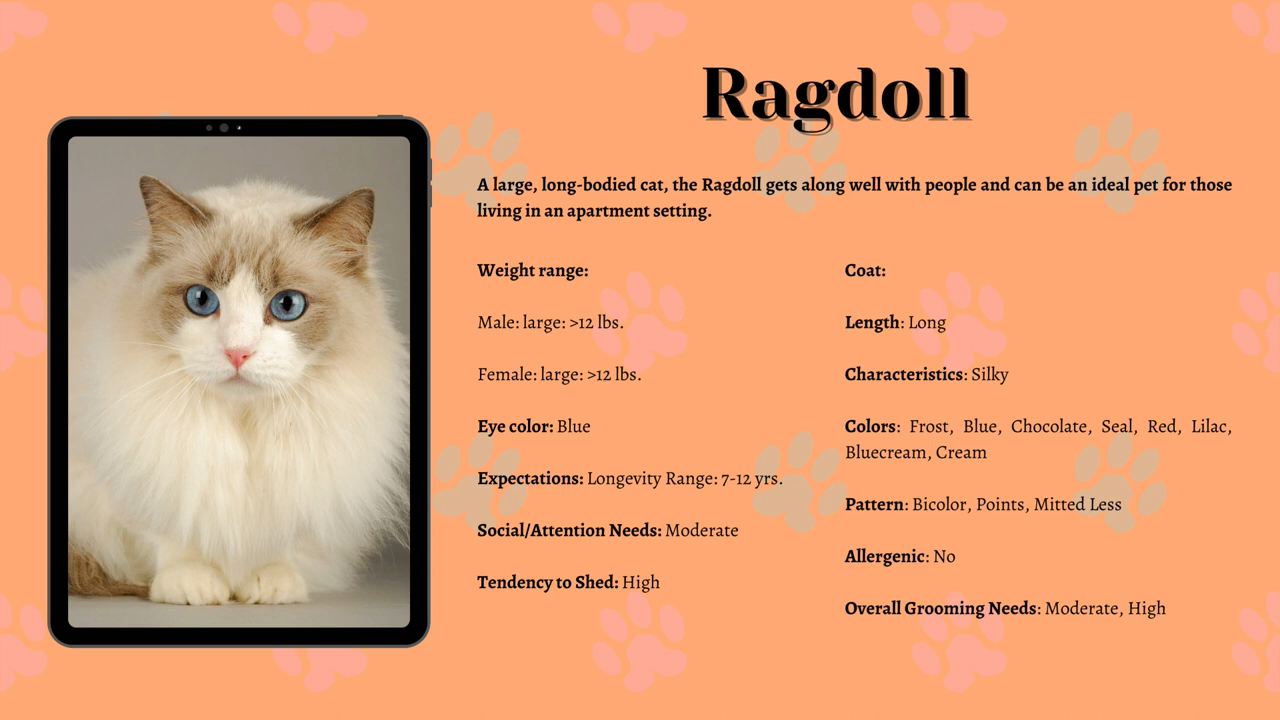 Ragdoll
A large, long-bodied cat, the Ragdoll gets along well with people and can be an ideal pet for those
living in an apartment setting.
Weight range:
Male: large: >12 lbs.
Female: large: >12 lbs.
Eye color: Blue
Expectations: Longevity Range: 7-12 yrs.
Social/Attention Needs: Moderate
Tendency to Shed: High
Coat:
Length: Long
Characteristics: Silky
Colors: Frost, Blue, Chocolate, Seal, Red, Lilac,
Bluecream, Cream
Pattern: Bicolor, Points, Mitted Less
Allergenic: No
Overall Grooming Needs: Moderate, High